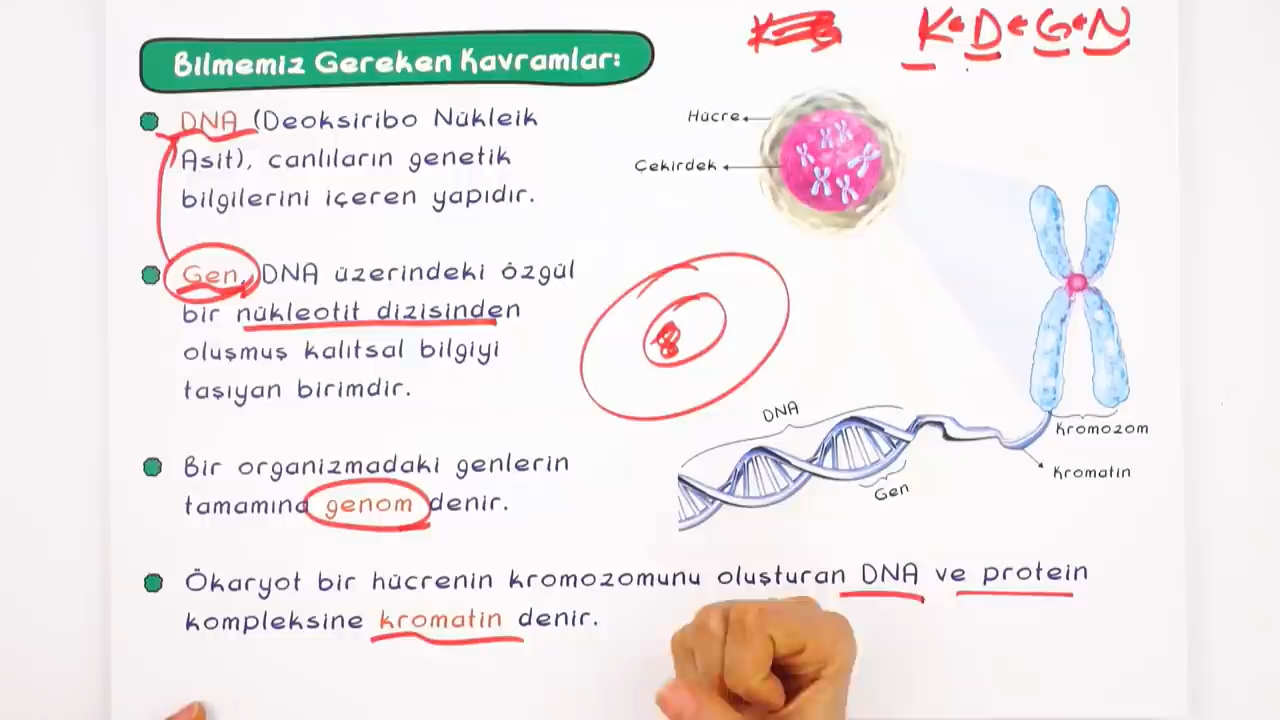 K D G N
Bilmemiz Gereken Kavramlar:
DNA (Deoksiribo Nükleik
Asit), canlıların genetik
bilgilerini içeren yapıdır.
Gen, DNA üzerindeki özgül
bir nükleotit dizisinden
oluşmuş kalıtsal bilgiyi
taşıyan birimdir.
Bir organizmadaki genlerin
tamamına genom denir.
Ökaryot bir hücrenin kromozomunu oluşturan DNA ve protein
kompleksine kromatin denir.
Hücre
Çekirdek
DNA
Gen
Kromozom
Kromatin